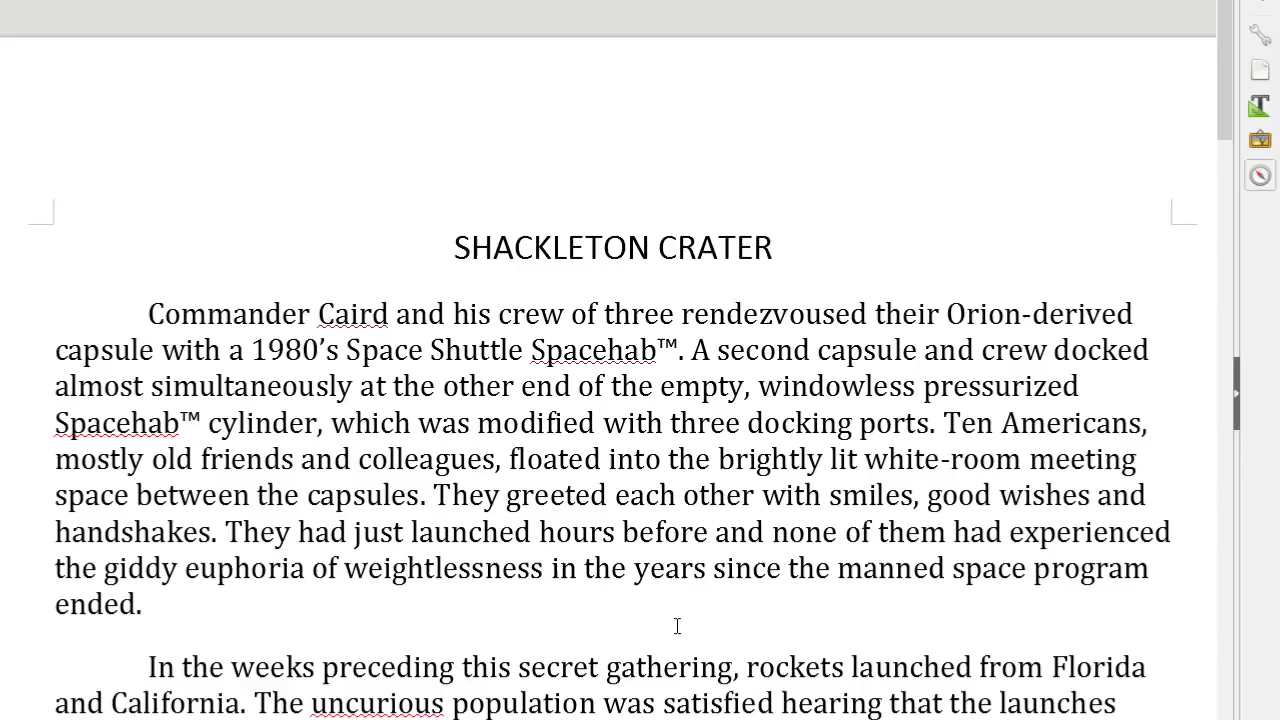 SHACKLETON CRATER
Commander Caird and his crew of three rendezvoused their Orion-derived
capsule with a 1980’s Space Shuttle Spacehab™. A second capsule and crew docked
almost simultaneously at the other end of the empty, windowless pressurized
Spacehab™ cylinder, which was modified with three docking ports. Ten Americans,
mostly old friends and colleagues, floated into the brightly lit white-room meeting
space between the capsules. They greeted each other with smiles, good wishes and
handshakes. They had just launched hours before and none of them had experienced
the giddy euphoria of weightlessness in the years since the manned space program
ended.
In the weeks preceding this secret gathering, rockets launched from Florida
and California. The uncurious population was satisfied hearing that the launches